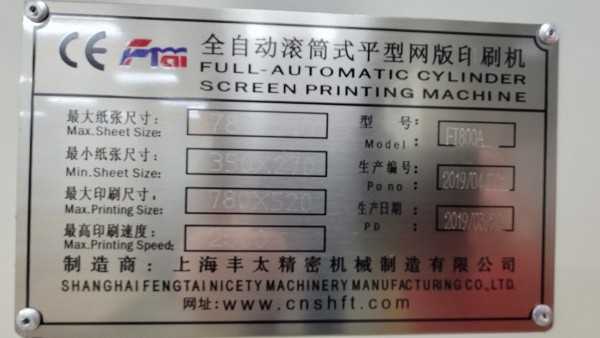 CE FTai 全自动滚筒式平型网版印刷机
FULL-AUTOMATIC CYLINDER
SCREEN PRINTING MACHINE
最大纸张尺寸:
Max.Sheet Size:
最小纸张尺寸: 350X270
Min.Sheet Size:
最大印刷尺寸: 780X520
Max.Printing Size:
最高印刷速度:
Max.Printing Speed:
型 号: FT800A
Model:
生产编号:
Pono:
生产日期:
PD:
制造商:上海丰太精密机械制造有限公司
SHANGHAIFENGTAINICETY MACHINERY MANUFACTURING CO.,LTD.
网址:www.cnshft.com